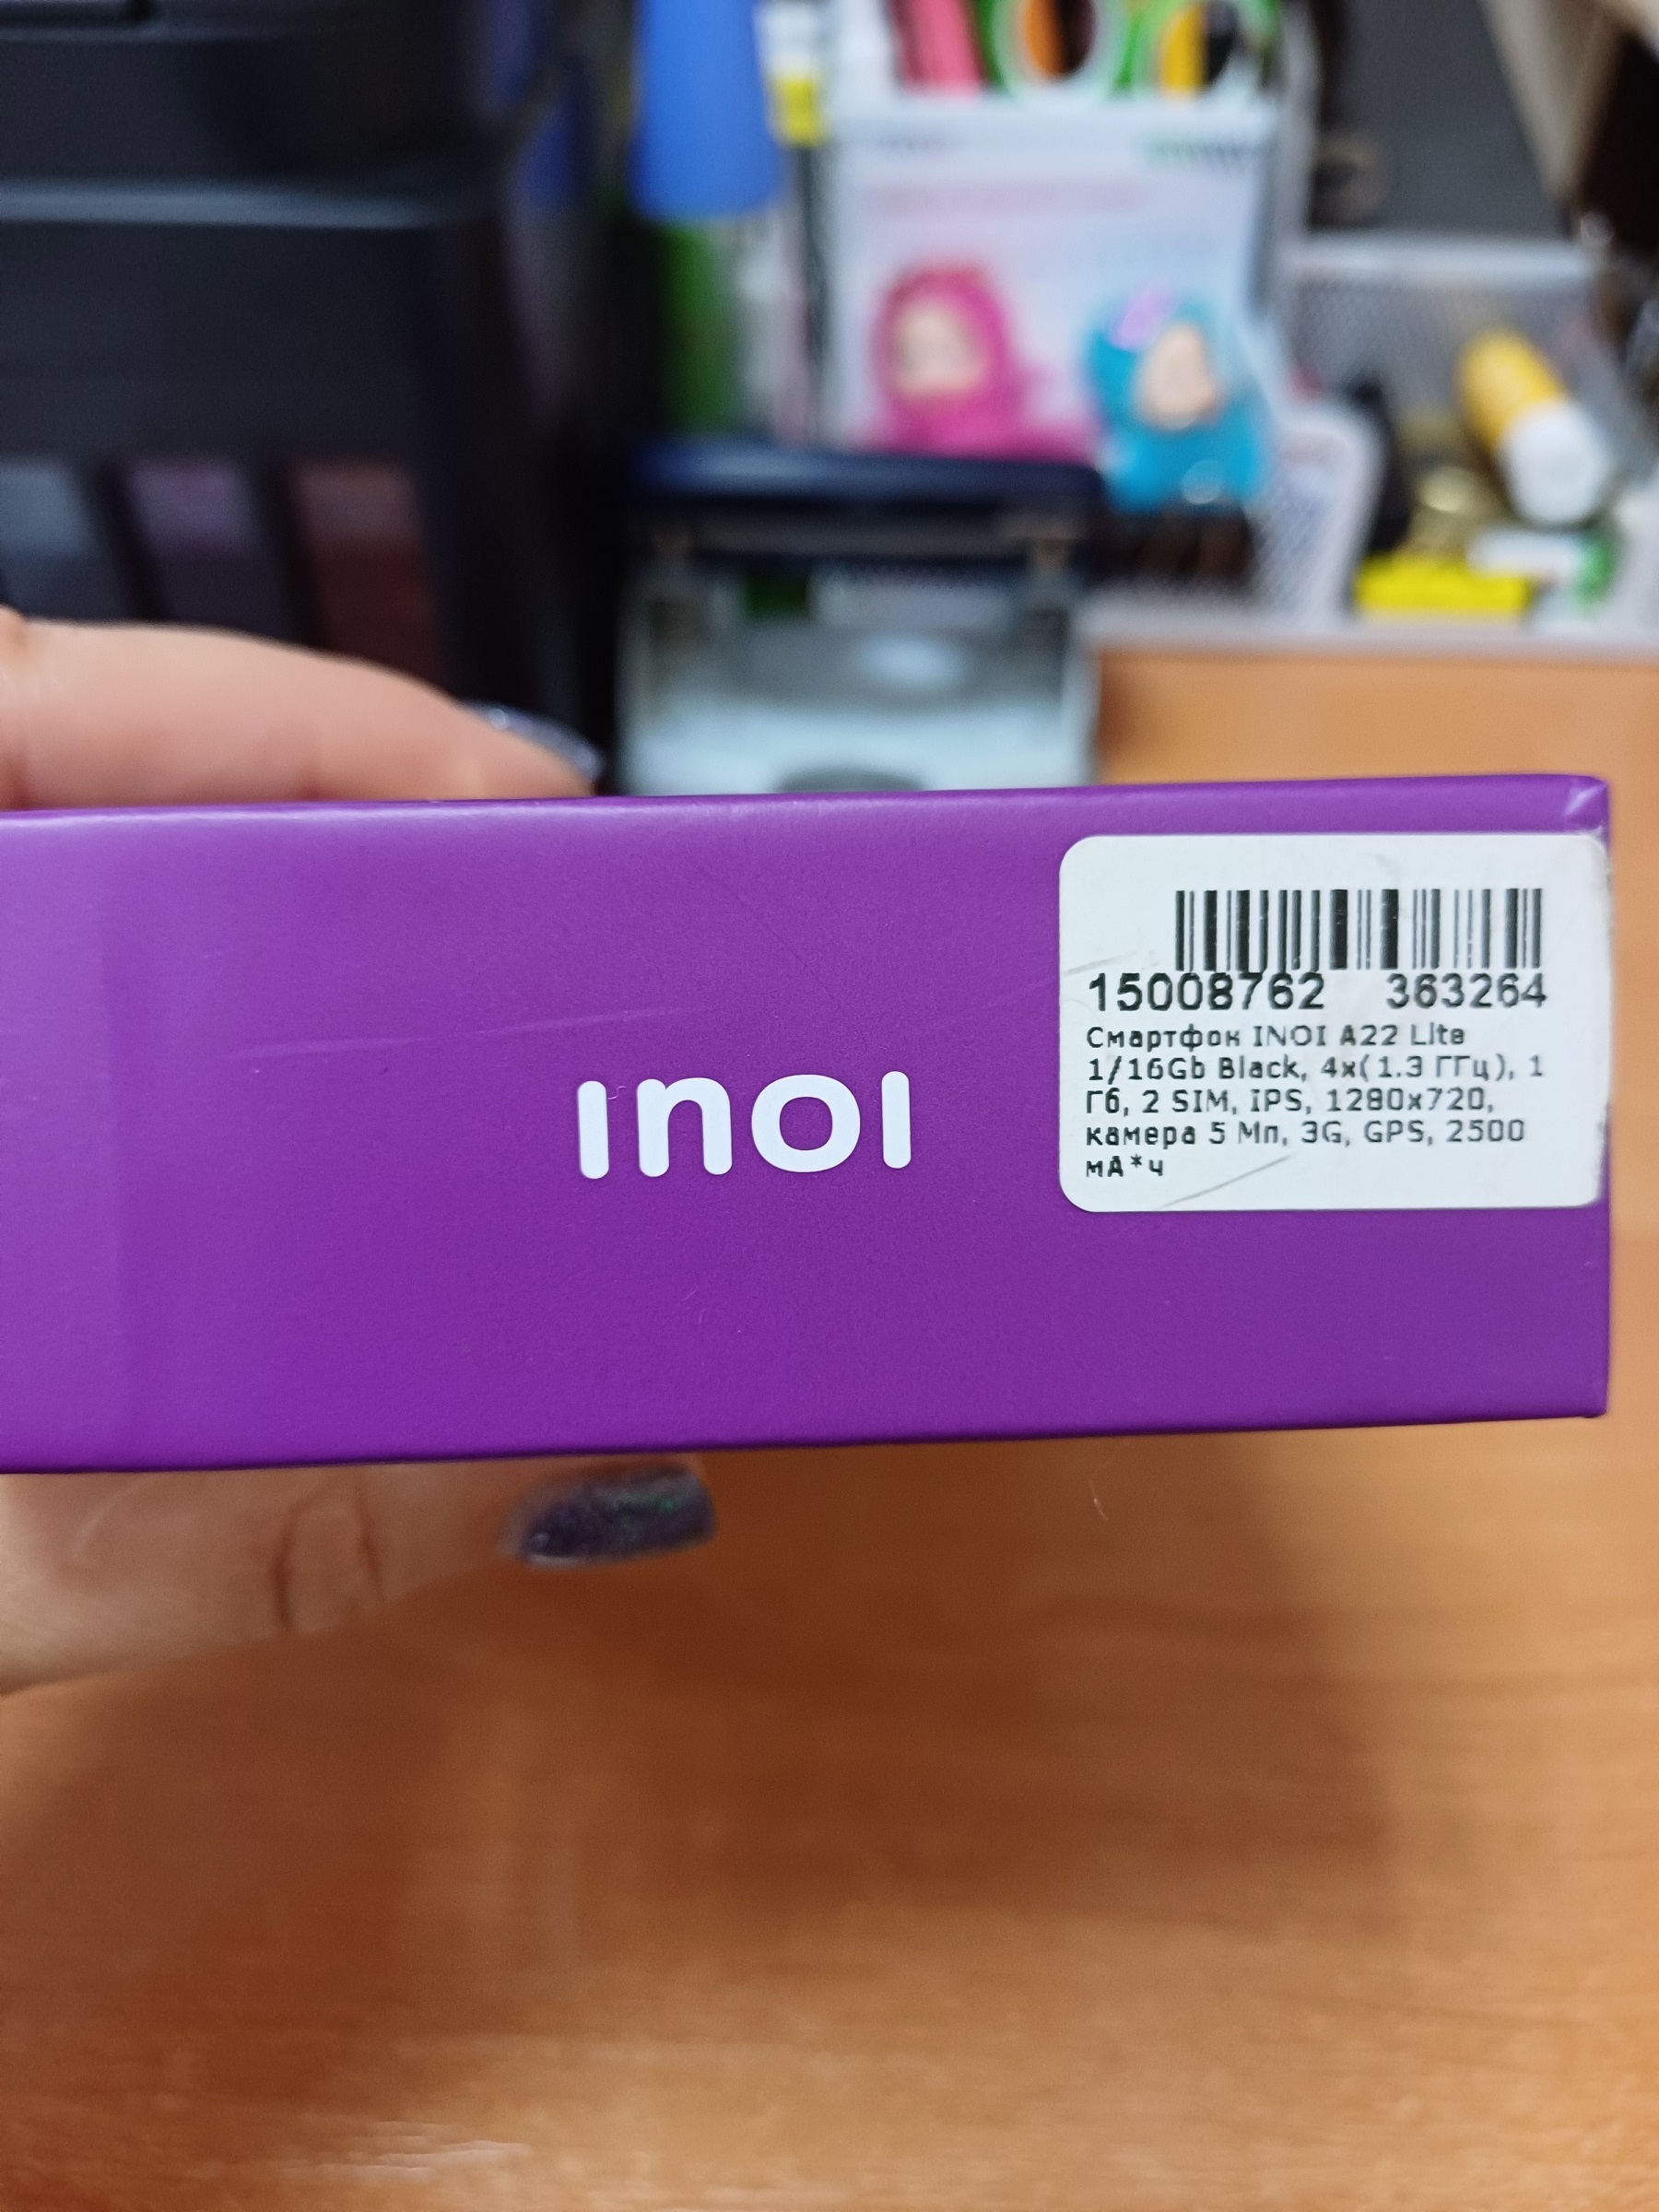 inoi
15008762 363264
Смартфон INOI A22 Lite
1/16Gb Black, 4x(1.3 ГГц), 1
Гб, 2 SIM, IPS, 1280x720,
камера 5 Мп, 3G, GPS, 2500
мА*ч